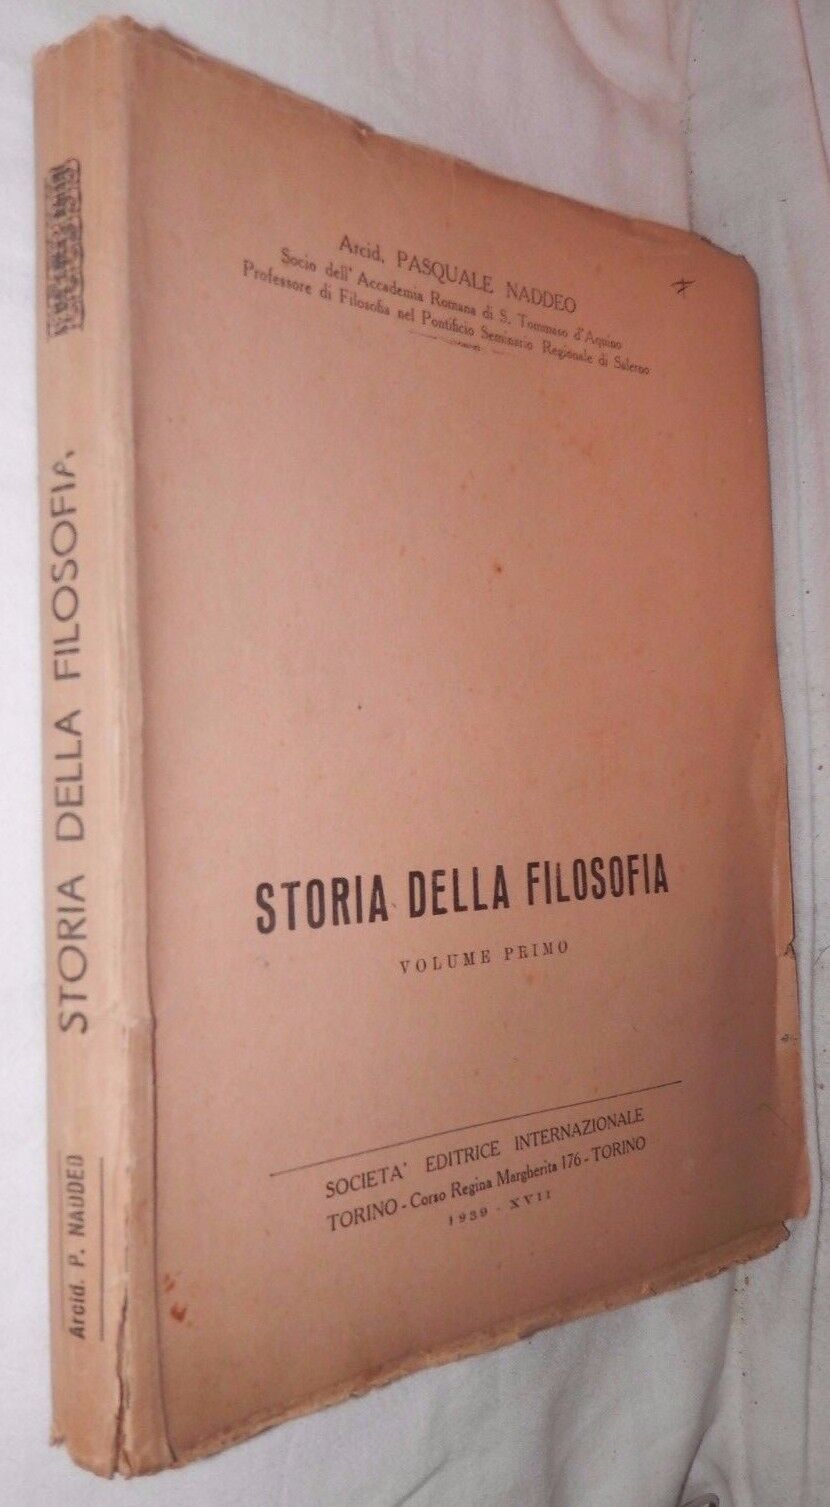 Arcid. PASQUALE NADDEO
Socio dell' Accademia Romana di S. Tommaso d'Aquino
Professore di Filosofia nel Pontificio Seminario Regionale di Salerno
STORIA DELLA FILOSOFIA
VOLUME PRIMO
SOCIETA' EDITRICE INTERNAZIONALE
TORINO - Corso Regina Margherita 176 - TORINO
1939 - XVII
STORIA DELLA FILOSOFIA
Arcid. P. NADDEO